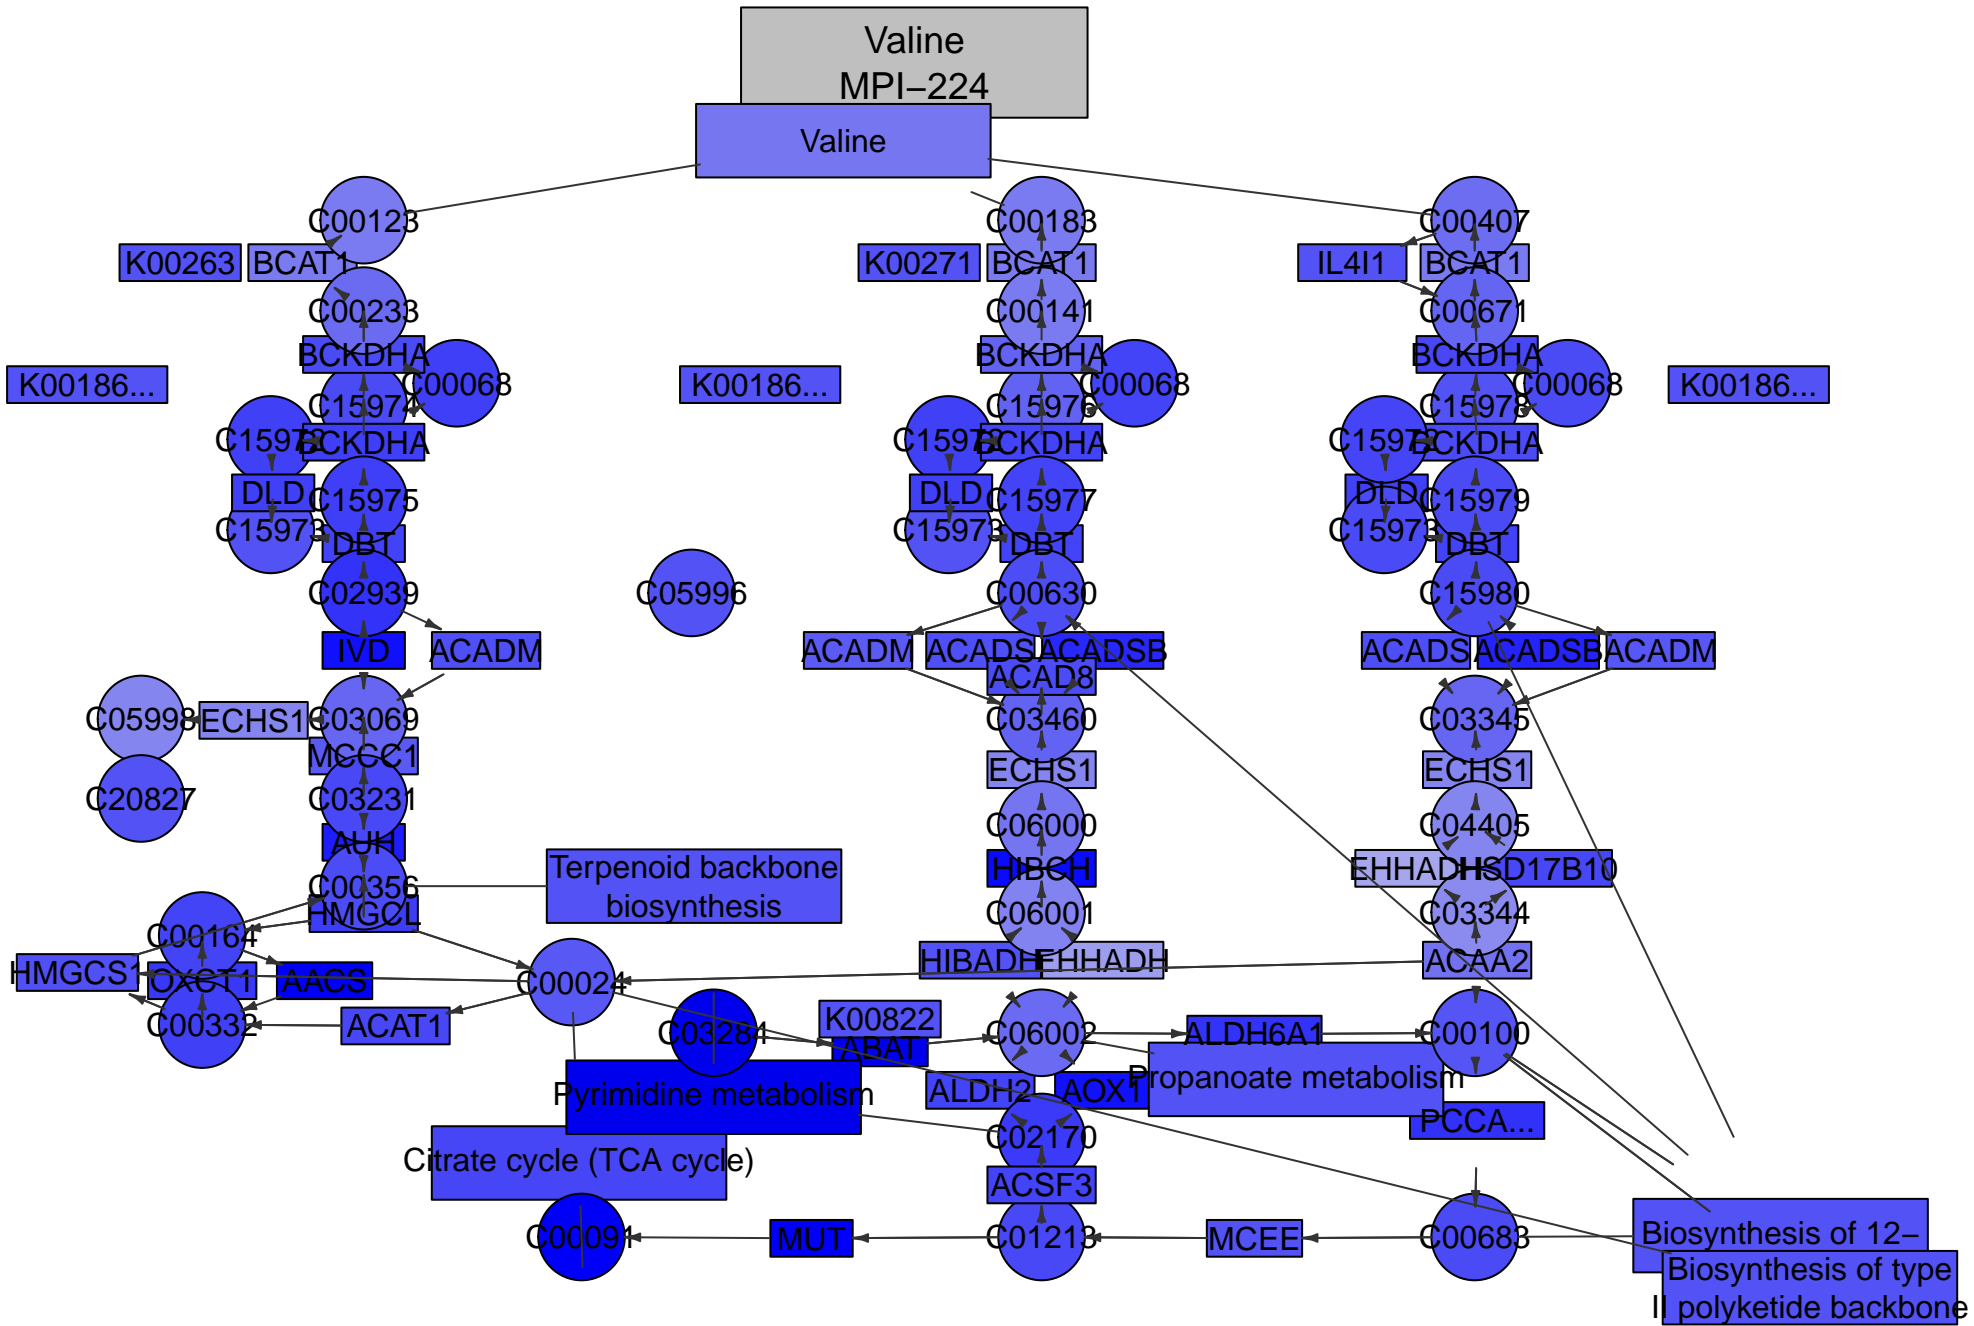 Valine
MPI−224
Valine
C00123
C00183
C00407
K00263
BCAT1
K00271
BCAT1
IL4I1
BCAT1
C00233
C00141
C00671
BCKDHA
BCKDHA
BCKDHA
K00186...
C00068
K00186...
C00068
C00068
K00186...
C15974
C15976
C15978
C15972
BCKDHA
C15972
BCKDHA
C15972
BCKDHA
DLD
C15975
DLD
C15977
DLD
C15979
C15973
DBT
C15973
DBT
C15973
DBT
C02939
C05996
C00630
C15980
IVD
ACADM
ACADM
ACADS
ACADSB
ACADS
ACADSB
ACADM
ACAD8
C05998
ECHS1
C03069
C03460
C03345
MCCC1
ECHS1
ECHS1
C20827
C03231
C06000
C04405
AUH
HIBCH
EHHADH
HSD17B10
Terpenoid backbone
biosynthesis
C00356
HMGCL
C06001
C03344
C00164
HMGCS1
OXCT1
AACS
C00024
HIBADH
EHHADH
ACAA2
C00332
ACAT1
C03284
K00822
ABAT
C06002
ALDH6A1
C00100
Pyrimidine metabolism
ALDH2
AOX1
Propanoate metabolism
PCCA...
C02170
Citrate cycle (TCA cycle)
ACSF3
C00091
MUT
C01213
MCEE
C00683
Biosynthesis of 12−
Biosynthesis of type
II polyketide backbone